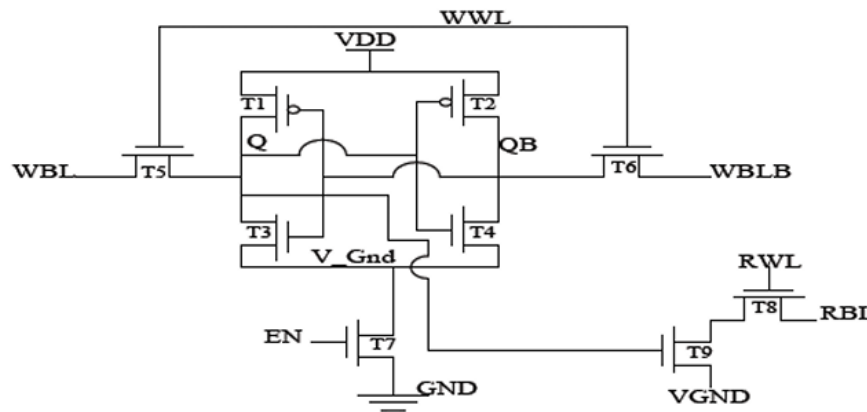 WWL
VDD
T1
T2
Q
QB
WBL
T5
T6
WBLB
T3
T4
V_Gnd
RWL
T8
RBL
EN
T7
T9
GND
VGND